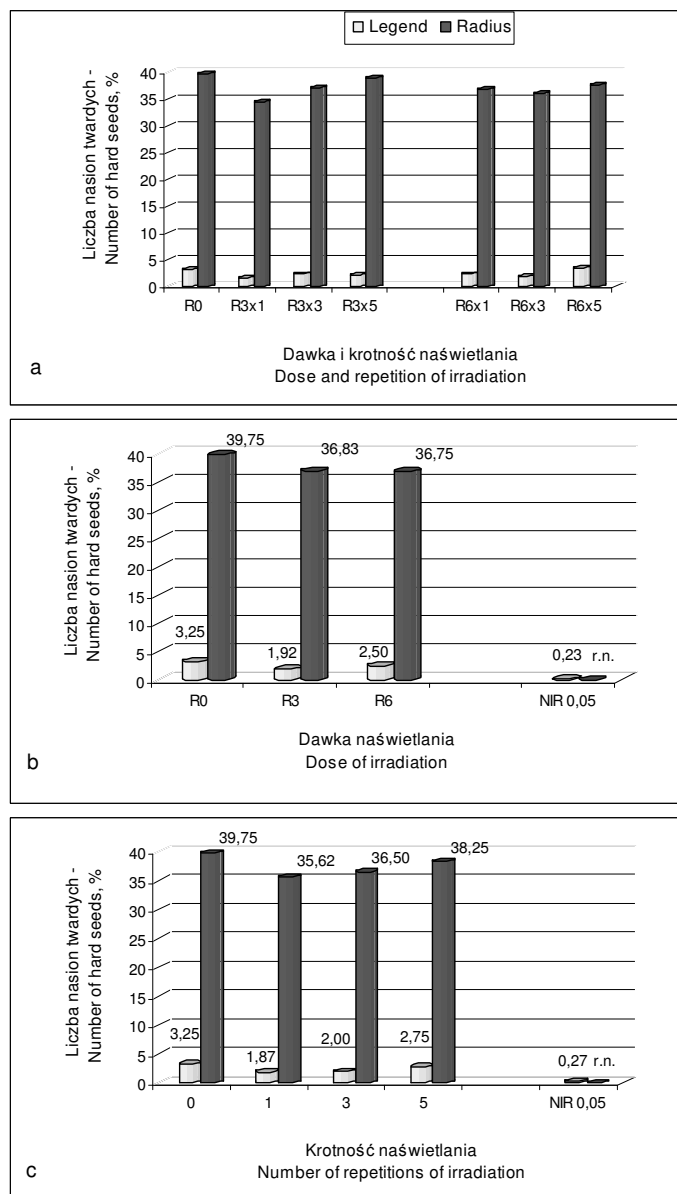 Legend Radius
Liczba nasion twardych -
Number of hard seeds, %
40
35
30
25
20
15
10
5
0
R0 R3x1 R3x3 R3x5 R6x1 R6x3 R6x5
Dawka i krotność naświetlania
Dose and repetition of irradiation
a
Liczba nasion twardych -
Number of hard seeds, %
40
35
30
25
20
15
10
5
0
39,75 36,83 36,75
3,25 1,92 2,50 0,23 r.n.
R0 R3 R6 NIR 0,05
Dawka naświetlania
Dose of irradiation
b
Liczba nasion twardych -
Number of hard seeds, %
40
35
30
25
20
15
10
5
0
39,75 35,62 36,50 38,25
3,25 1,87 2,00 2,75 0,27 r.n.
0 1 3 5 NIR 0,05
Krotność naświetlania
Number of repetitions of irradiation
c